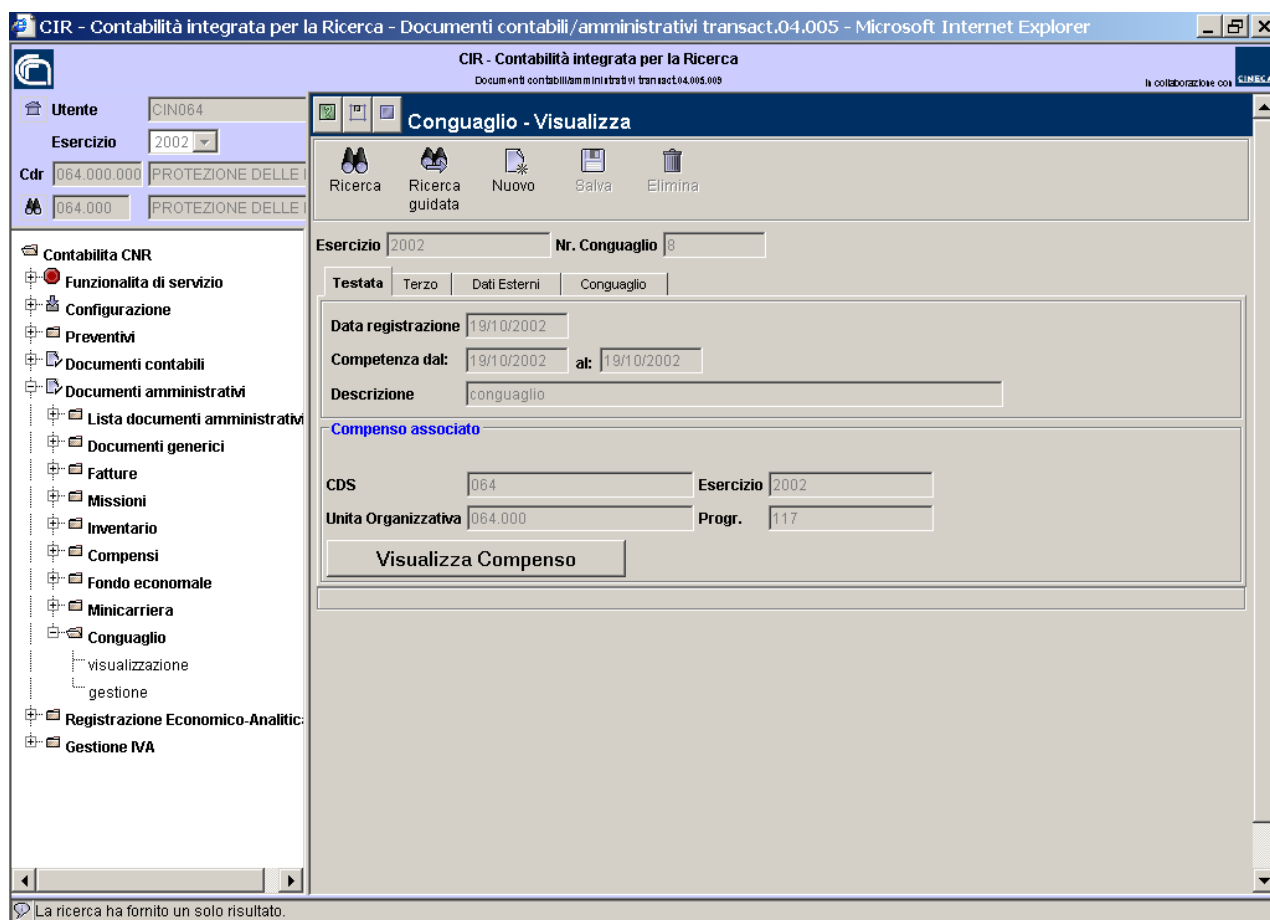 CIR - Contabilità integrata per la Ricerca - Documenti contabili/amministrativi transact.04.005 - Microsoft Internet Explorer
CIR - Contabilità integrata per la Ricerca
Documenti contabili/amministrativi transact.04.005.009
In collaborazione con CINECA
Utente CIN064
Esercizio 2002
Cdr 064.000.000 PROTEZIONE DELLE
064.000 PROTEZIONE DELLE
Contabilita CNR
Funzionalita di servizio
Configurazione
Preventivi
Documenti contabili
Documenti amministrativi
Lista documenti amministrativi
Documenti generici
Fatture
Missioni
Inventario
Compensi
Fondo economale
Minicarriera
Conguaglio
visualizzazione
gestione
Registrazione Economico-Analitic
Gestione IVA
Conguaglio - Visualizza
Ricerca Ricerca guidata Nuovo Salva Elimina
Esercizio 2002 Nr. Conguaglio 8
Testata Terzo Dati Esterni Conguaglio
Data registrazione 19/10/2002
Competenza dal: 19/10/2002 al: 19/10/2002
Descrizione conguaglio
Compenso associato
CDS 064 Esercizio 2002
Unita Organizzativa 064.000 Progr. 117
Visualizza Compenso
La ricerca ha fornito un solo risultato.